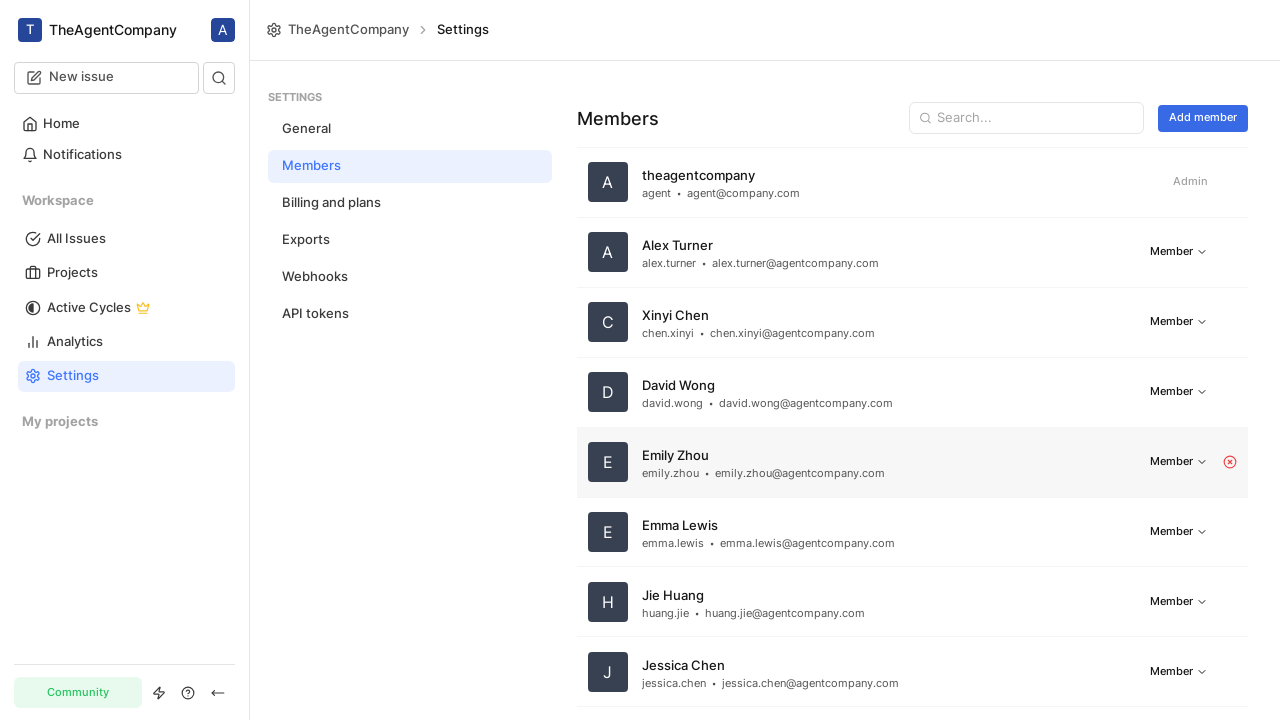 T TheAgentCompany A
New issue
Home
Notifications
Workspace
All Issues
Projects
Active Cycles
Analytics
Settings
My projects
Community
TheAgentCompany Settings
SETTINGS
General
Members
Billing and plans
Exports
Webhooks
API tokens
Members
Search...
Add member
A
theagentcompany
agent • agent@company.com
Admin
A
Alex Turner
alex.turner • alex.turner@agentcompany.com
Member
C
Xinyi Chen
chen.xinyi • chen.xinyi@agentcompany.com
Member
D
David Wong
david.wong • david.wong@agentcompany.com
Member
E
Emily Zhou
emily.zhou • emily.zhou@agentcompany.com
Member
E
Emma Lewis
emma.lewis • emma.lewis@agentcompany.com
Member
H
Jie Huang
huang.jie • huang.jie@agentcompany.com
Member
J
Jessica Chen
jessica.chen • jessica.chen@agentcompany.com
Member